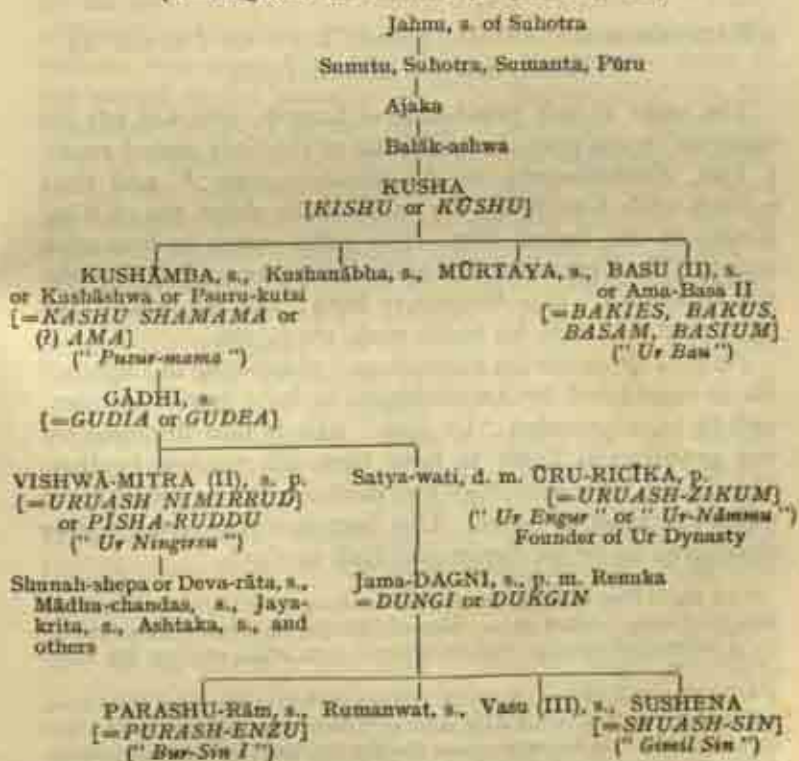 Jahnu, s. of Suhotra
Sunutu, Suhotra, Sumanta, Pūru
Ajaka
Balāk-ashwa
KUSHA
[KISHU or KŪSHU]
KUSHĀMBA, s., Kushanābha, s., MŪRTAYA, s., BASU (II), s.
or Kushāshwa or Pauru-kutsi or Ama-Basa II
[=KASHU SHAMAMA or [=BAKIES, BAKUS,
(?) AMA] BASAM, BASIUM]
("Puzur-mama") ("Ur Bau")
GĀDHI, s.
[=GUDIA or GUDEA]
VISHWĀ-MITRA (II), s. p. Satya-wati, d. m. ŪRU-RICĪKA, p.
[=URUASH NIMIRRUD] [=URUASH-ZIKUM]
or PĪSHA-RUDDU ("Ur Engur" or "Ur-Nāmmu")
("Ur Ningirsu") Founder of Ur Dynasty
Shunah-shepa or Deva-rāta, s., Jama-DAGNI, s., p. m. Renuka
Mādha-chandas, s., Jaya- =DUNGI or DUKGIN
krita, s., Ashtaka, s., and
others
PARASHU-Rām, s., Rumanwat, s., Vasu (III), s., SUSHENA
[=PURASH-ENZU] [=SHUASH-SIN]
("Bur-Sin I") ("Gimil Sin")